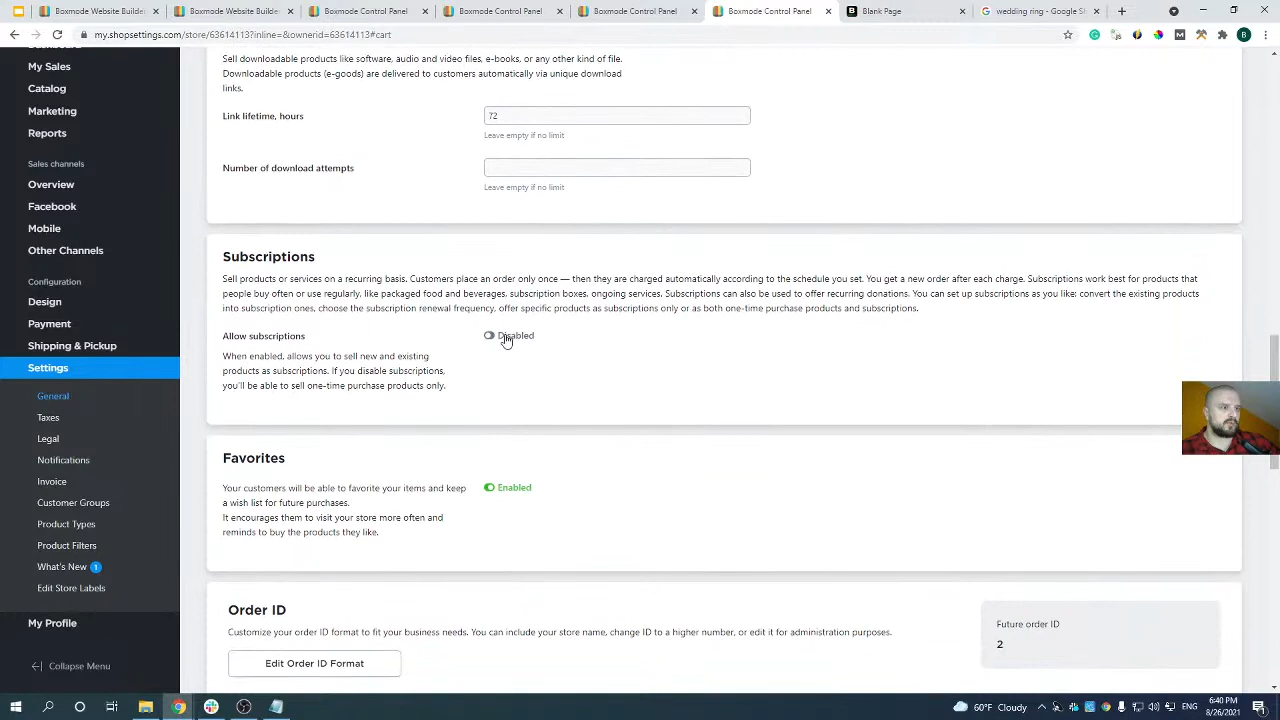 Boxmode Website Builder
Boxmode Website Builder
Boxmode Control Panel
Boxmode Control Panel
Boxmode Control Panel
Boxmode Control Panel
Blank Page
wedding ring - Google S
my.shopsettings.com/store/63614113?inline=&ownerid=63614113#cart
My Sales
Catalog
Marketing
Reports
Sales channels
Overview
Facebook
Mobile
Other Channels
Configuration
Design
Payment
Shipping & Pickup
Settings
General
Taxes
Legal
Notifications
Invoice
Customer Groups
Product Types
Product Filters
What's New 1
Edit Store Labels
My Profile
Collapse Menu
Sell downloadable products like software, audio and video files, e-books, or any other kind of file.
Downloadable products (e-goods) are delivered to customers automatically via unique download
links.
Link lifetime, hours
72
Leave empty if no limit
Number of download attempts
Leave empty if no limit
Subscriptions
Sell products or services on a recurring basis. Customers place an order only once — then they are charged automatically according to the schedule you set. You get a new order after each charge. Subscriptions work best for products that
people buy often or use regularly, like packaged food and beverages, subscription boxes, ongoing services. Subscriptions can also be used to offer recurring donations. You can set up subscriptions as you like: convert the existing products
into subscription ones, choose the subscription renewal frequency, offer specific products as subscriptions only or as both one-time purchase products and subscriptions.
Allow subscriptions
Disabled
When enabled, allows you to sell new and existing
products as subscriptions. If you disable subscriptions,
you'll be able to sell one-time purchase products only.
Favorites
Your customers will be able to favorite your items and keep
a wish list for future purchases.
It encourages them to visit your store more often and
reminds to buy the products they like.
Enabled
Order ID
Customize your order ID format to fit your business needs. You can include your store name, change ID to a higher number, or edit it for administration purposes.
Edit Order ID Format
Future order ID
2
60°F Cloudy
ENG
6:40 PM
8/26/2021